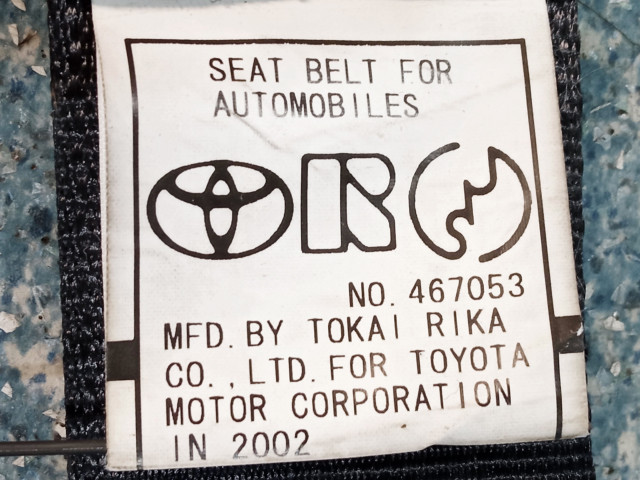 SEAT BELT FOR
AUTOMOBILES
NO. 467053
MFD. BY TOKAI RIKA
CO., LTD. FOR TOYOTA
MOTOR CORPORATION
IN 2002